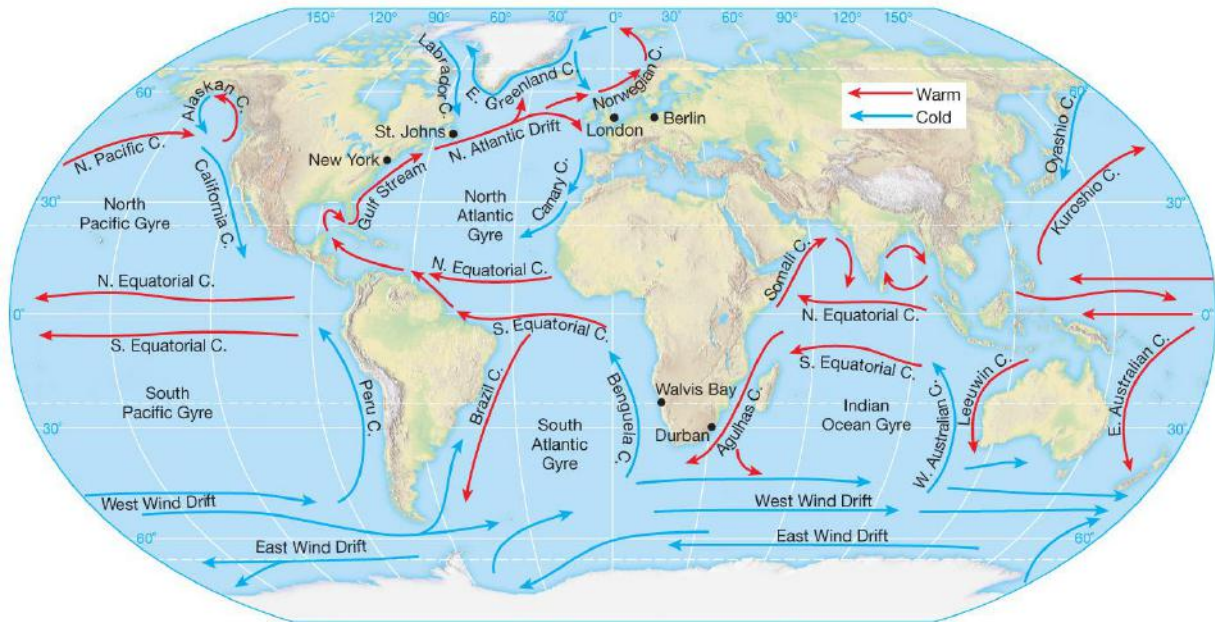 150° 120° 90° 60° 30° 0° 30° 60° 90° 120° 150°
Labrador C.
E. Greenland C.
Norwegian C.
60°
Alaskan C.
Warm
Cold
N. Pacific C.
St. Johns
N. Atlantic Drift
London
Berlin
Oyashio C.
New York
Gulf Stream
California C.
Canary C.
Kuroshio C.
30°
30°
North
Pacific Gyre
North
Atlantic
Gyre
Somali C.
N. Equatorial C.
N. Equatorial C.
N. Equatorial C.
0°
0°
S. Equatorial C.
S. Equatorial C.
S. Equatorial C.
South
Pacific Gyre
Peru C.
Brazil C.
Benguela C.
Walvis Bay
Durban
Agulhas C.
Indian
Ocean Gyre
W. Australian C.
Leeuwin C.
E. Australian C.
30°
30°
South
Atlantic
Gyre
West Wind Drift
West Wind Drift
60°
60°
East Wind Drift
East Wind Drift